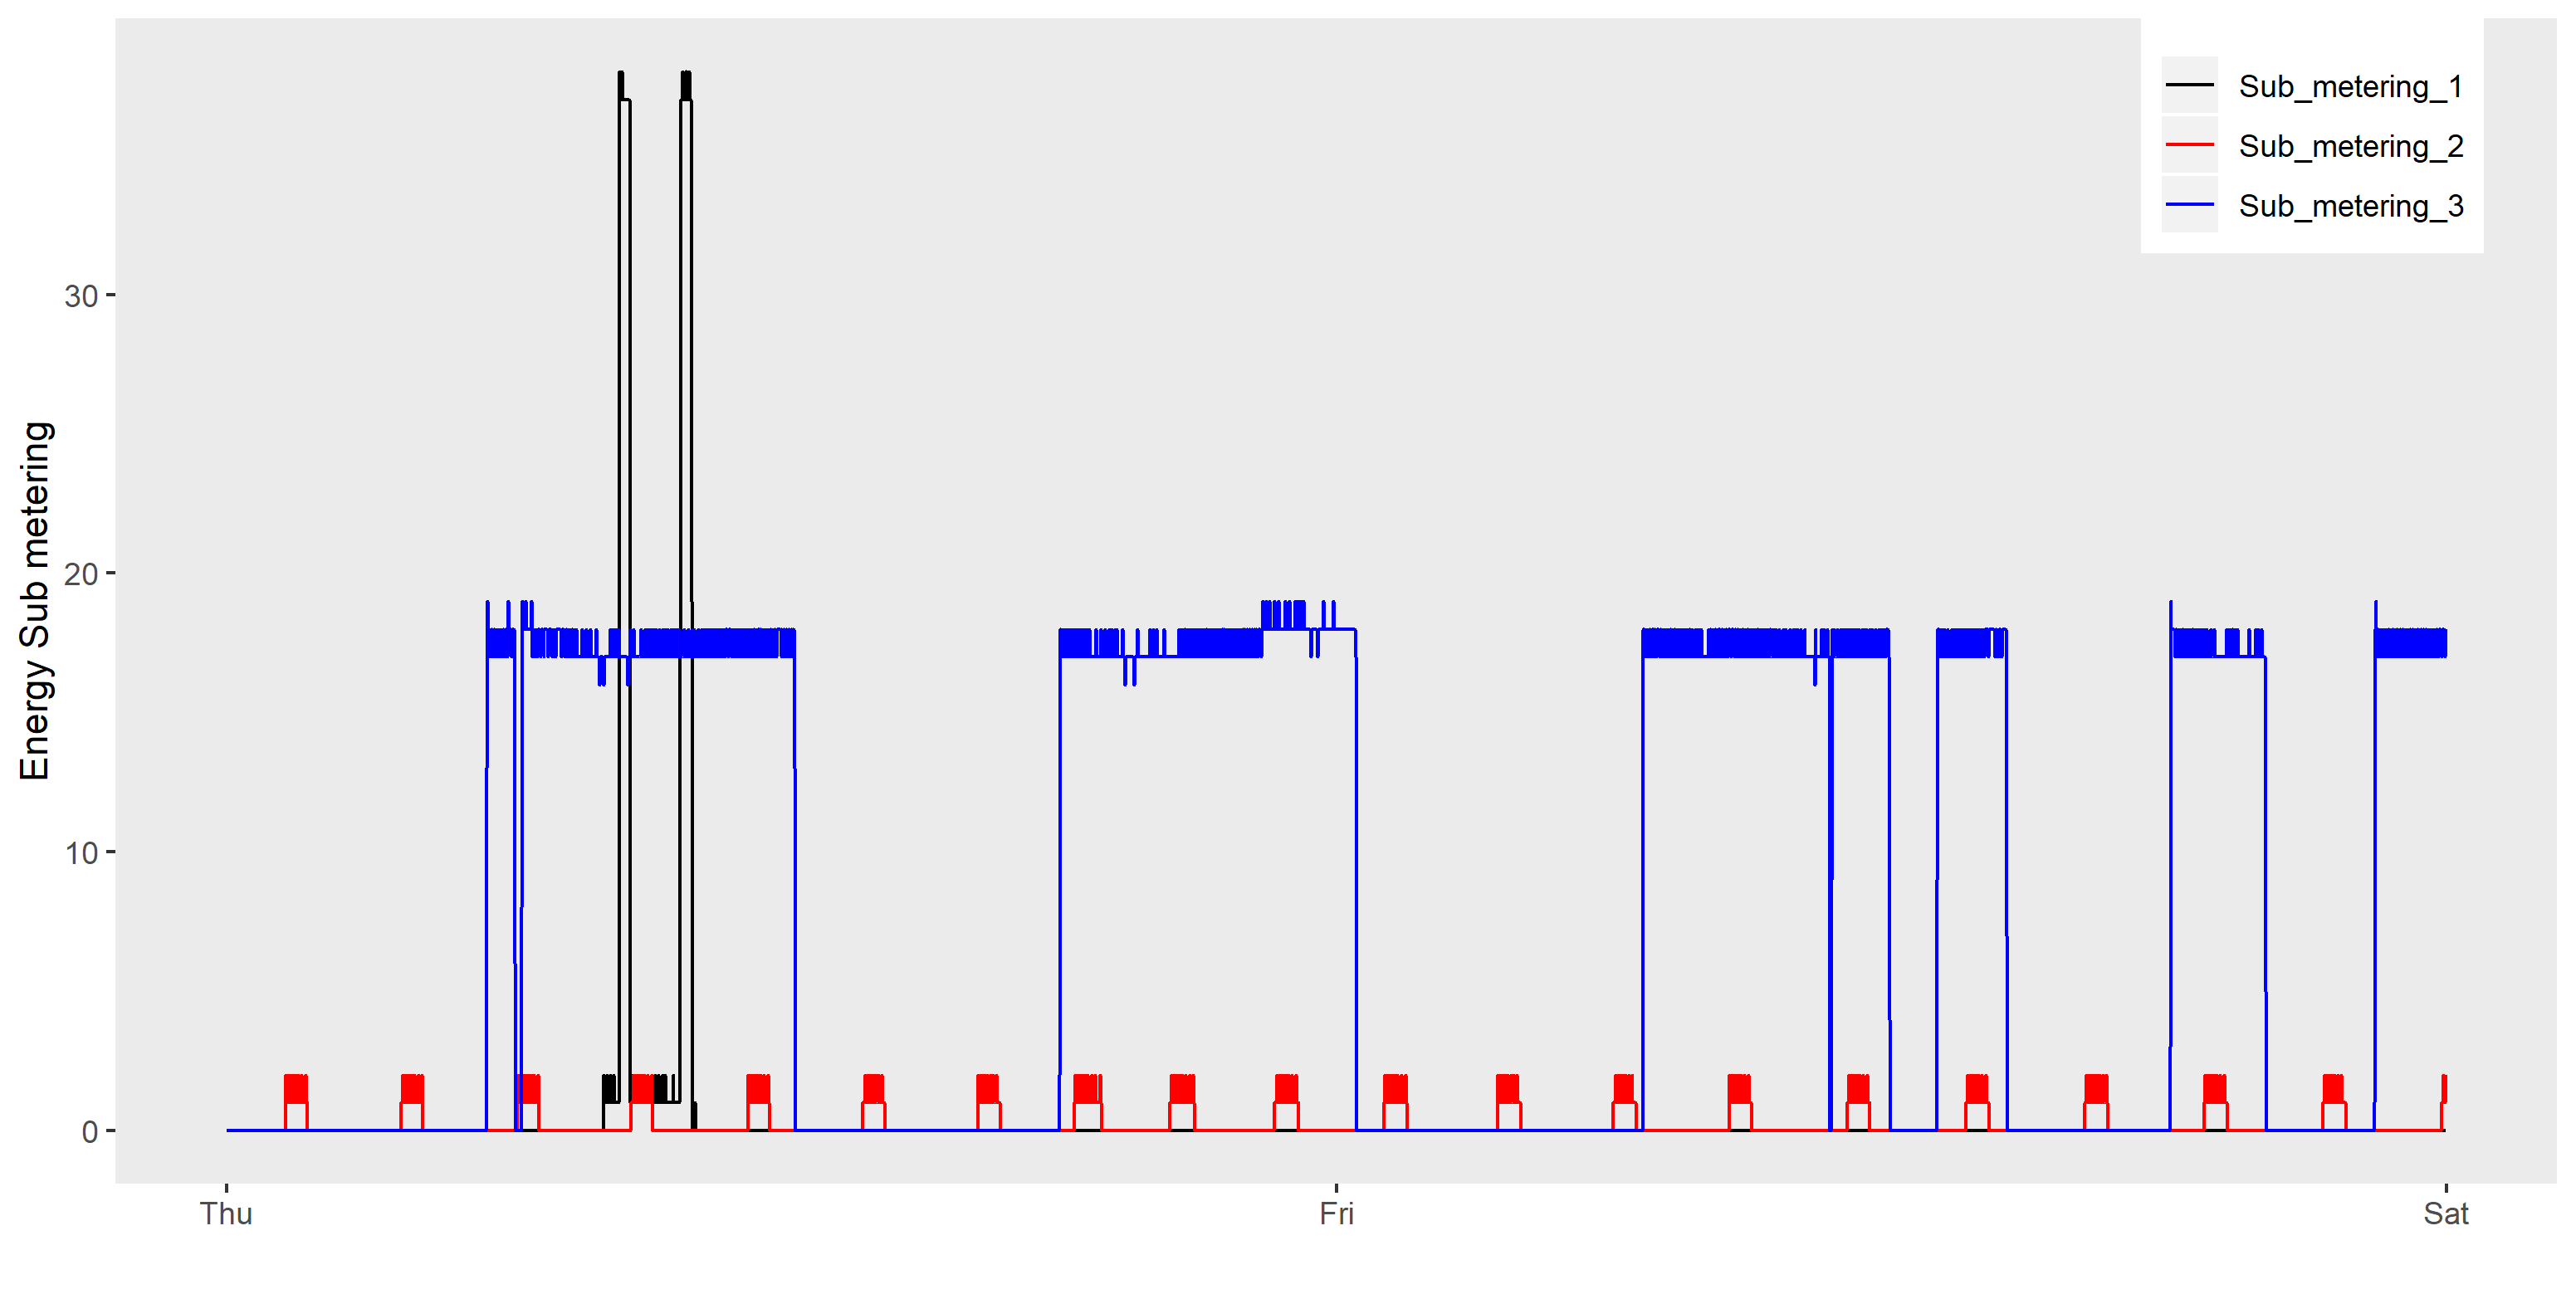 Sub_metering_1
Sub_metering_2
Sub_metering_3
Energy Sub metering
30
20
10
0
Thu Fri Sat